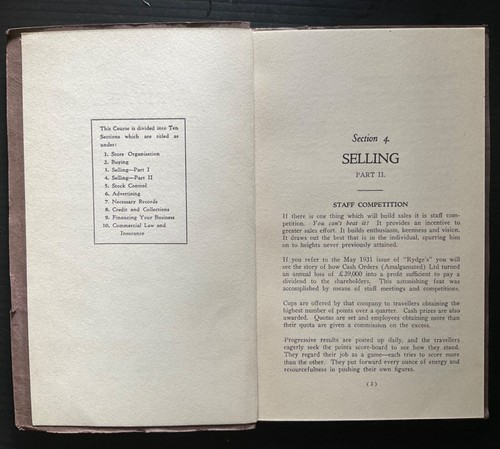 This Course is divided into Ten
Sections which are titled as
under:
1. Store Organisation
2. Buying
3. Selling—Part I
4. Selling—Part II
5. Stock Control
6. Advertising
7. Necessary Records
8. Credit and Collections
9. Financing Your Business
10. Commercial Law and
Insurance
Section 4.
SELLING
PART II.
STAFF COMPETITION
If there is one thing which will build sales it is staff com-
petition. You can't beat it! It provides an incentive to
greater sales effort. It builds enthusiasm, keenness and vision.
It draws out the best that is in the individual, spurring him
on to heights never previously attained.
If you refer to the May 1931 issue of "Rydge's" you will
see the story of how Cash Orders (Amalgamated) Ltd turned
an annual loss of £29,000 into a profit sufficient to pay a
dividend to the shareholders. This astonishing feat was
accomplished by means of staff meetings and competitions.
Cups are offered by that company to travellers obtaining the
highest number of points over a quarter. Cash prizes are also
awarded. Quotas are set and employees obtaining more than
their quota are given a commission on the excess.
Progressive results are posted up daily, and the travellers
eagerly seek the points score-board to see how they stand.
They regard their job as a game—each tries to score more
than the other. They put forward every ounce of energy and
resourcefulness in pushing their own figures.